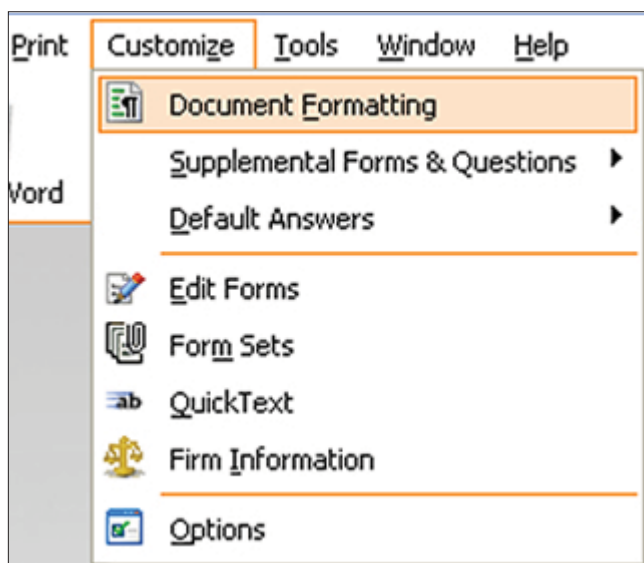 Print Customize Tools Window Help
Document Formatting
Supplemental Forms & Questions
Word
Default Answers
Edit Forms
Form Sets
ab QuickText
Firm Information
Options